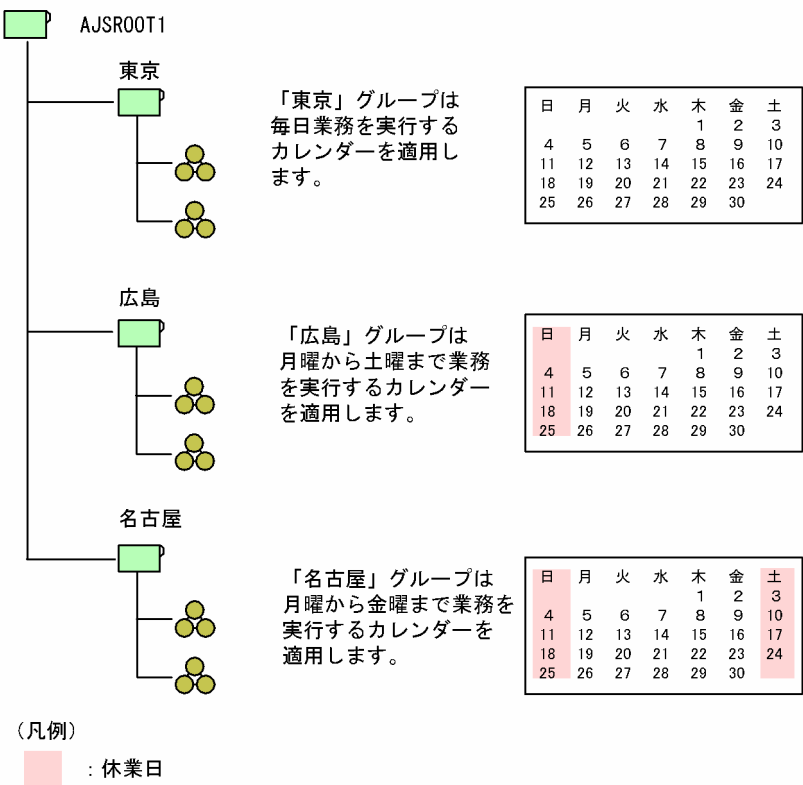 AJSROOT1
東京
「東京」グループは
毎日業務を実行する
カレンダーを適用し
ます。
日 月 火 水 木 金 土
1 2 3
4 5 6 7 8 9 10
11 12 13 14 15 16 17
18 19 20 21 22 23 24
25 26 27 28 29 30
広島
「広島」グループは
月曜から土曜まで業務
を実行するカレンダー
を適用します。
日 月 火 水 木 金 土
1 2 3
4 5 6 7 8 9 10
11 12 13 14 15 16 17
18 19 20 21 22 23 24
25 26 27 28 29 30
名古屋
「名古屋」グループは
月曜から金曜まで業務を
実行するカレンダーを
適用します。
日 月 火 水 木 金 土
1 2 3
4 5 6 7 8 9 10
11 12 13 14 15 16 17
18 19 20 21 22 23 24
25 26 27 28 29 30
(凡例)
:休業日